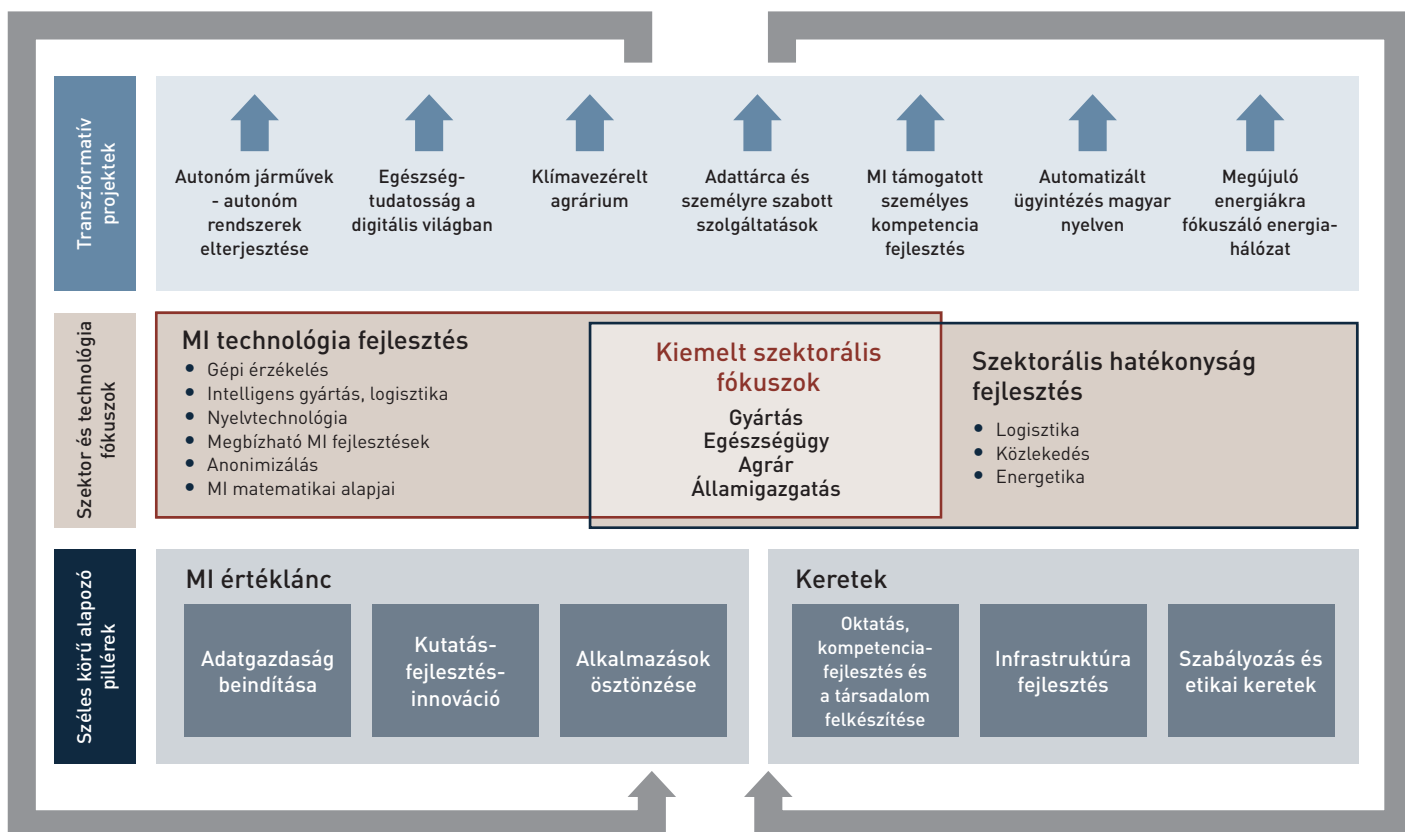 Transzformatív
projektek
Autonóm járművek
- autonóm
rendszerek
elterjesztése
Egészség-
tudatosság a
digitális világban
Klímavezérelt
agrárium
Adattárca és
személyre szabott
szolgáltatások
MI támogatott
személyes
kompetencia
fejlesztés
Automatizált
ügyintézés magyar
nyelven
Megújuló
energiákra
fókuszáló energia-
hálózat
Szektor és technológia
fókuszok
MI technológia fejlesztés
• Gépi érzékelés
• Intelligens gyártás, logisztika
• Nyelvtechnológia
• Megbízható MI fejlesztések
• Anonimizálás
• MI matematikai alapjai
Kiemelt szektorális
fókuszok
Gyártás
Egészségügy
Agrár
Államigazgatás
Szektorális hatékonyság
fejlesztés
• Logisztika
• Közlekedés
• Energetika
Széles körű alapozó
pillérek
MI értéklánc
Adatgazdaság
beindítása
Kutatás-
fejlesztés-
innováció
Alkalmazások
ösztönzése
Keretek
Oktatás,
kompetencia-
fejlesztés és
a társadalom
felkészítése
Infrastruktúra
fejlesztés
Szabályozás és
etikai keretek